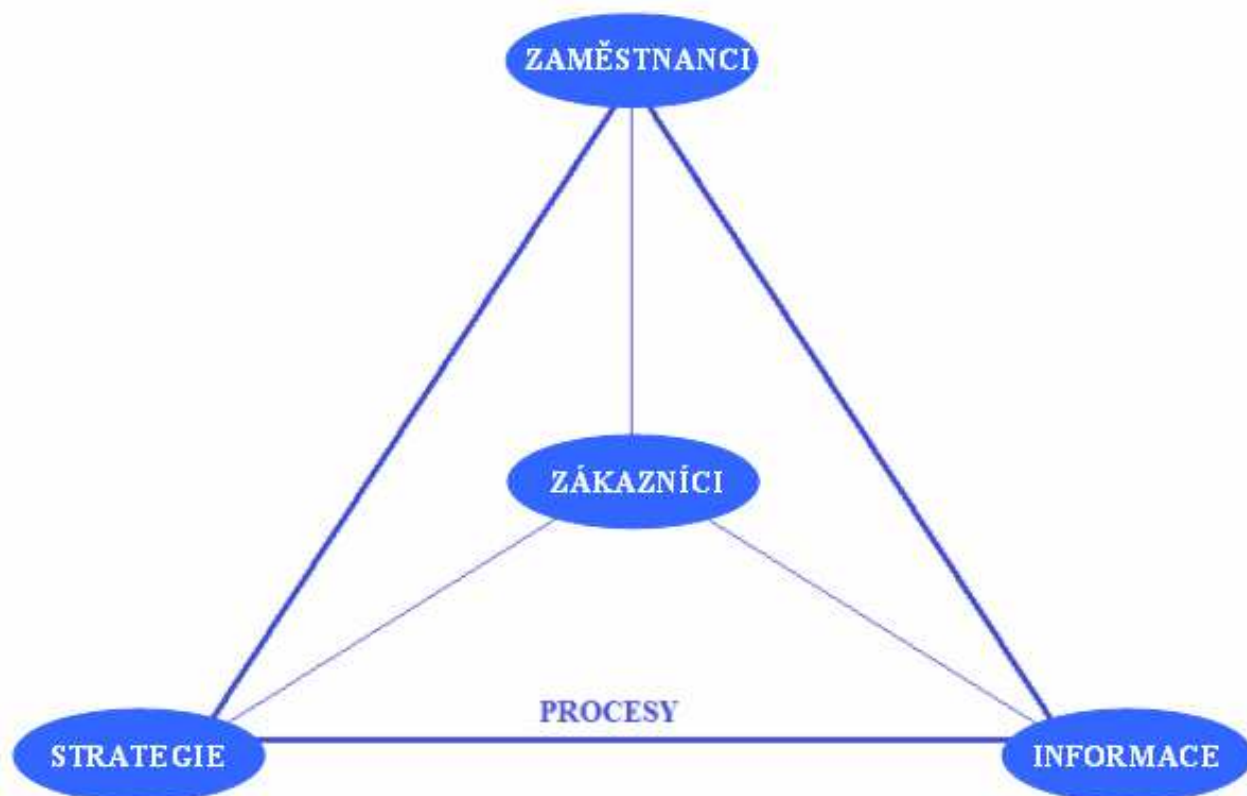 ZAMĚSTNANCI
ZÁKAZNÍCI
PROCESY
STRATEGIE
INFORMACE